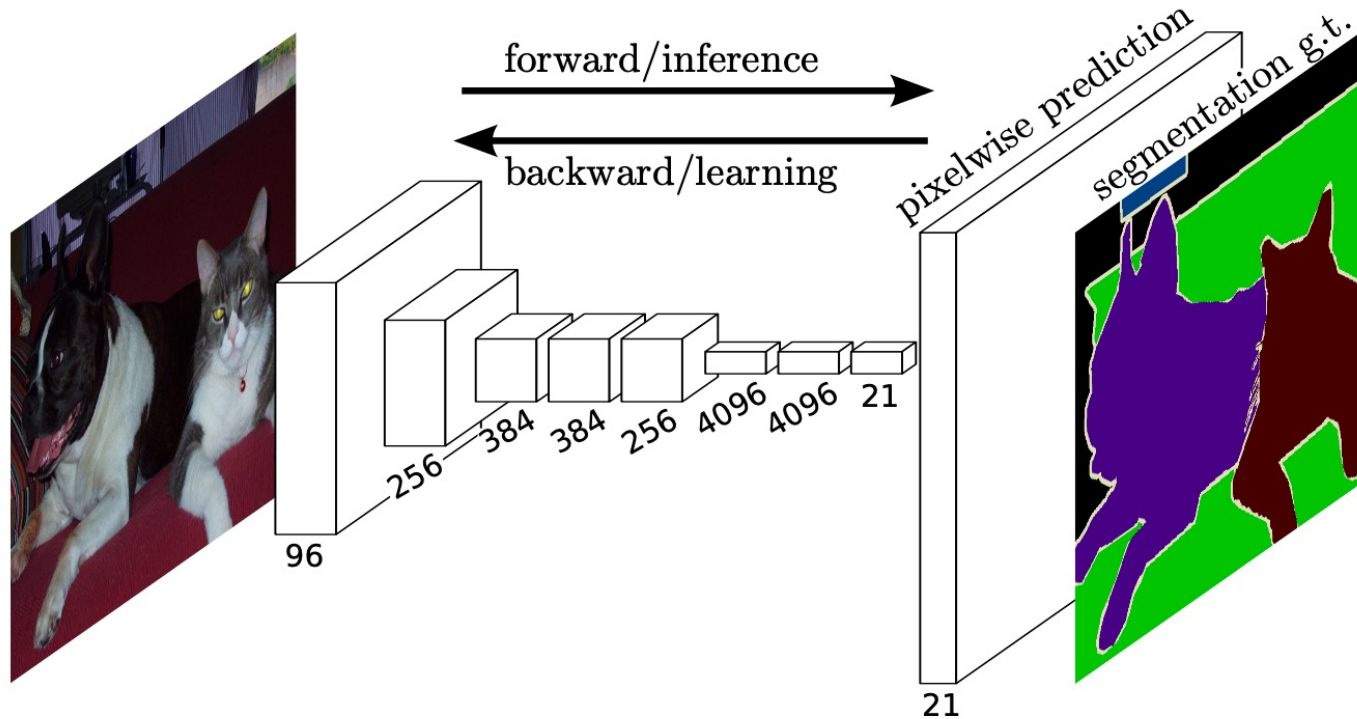 forward/inference
backward/learning
pixelwise prediction
segmentation g.t.
96
256
384
384
256
4096
4096
21
21